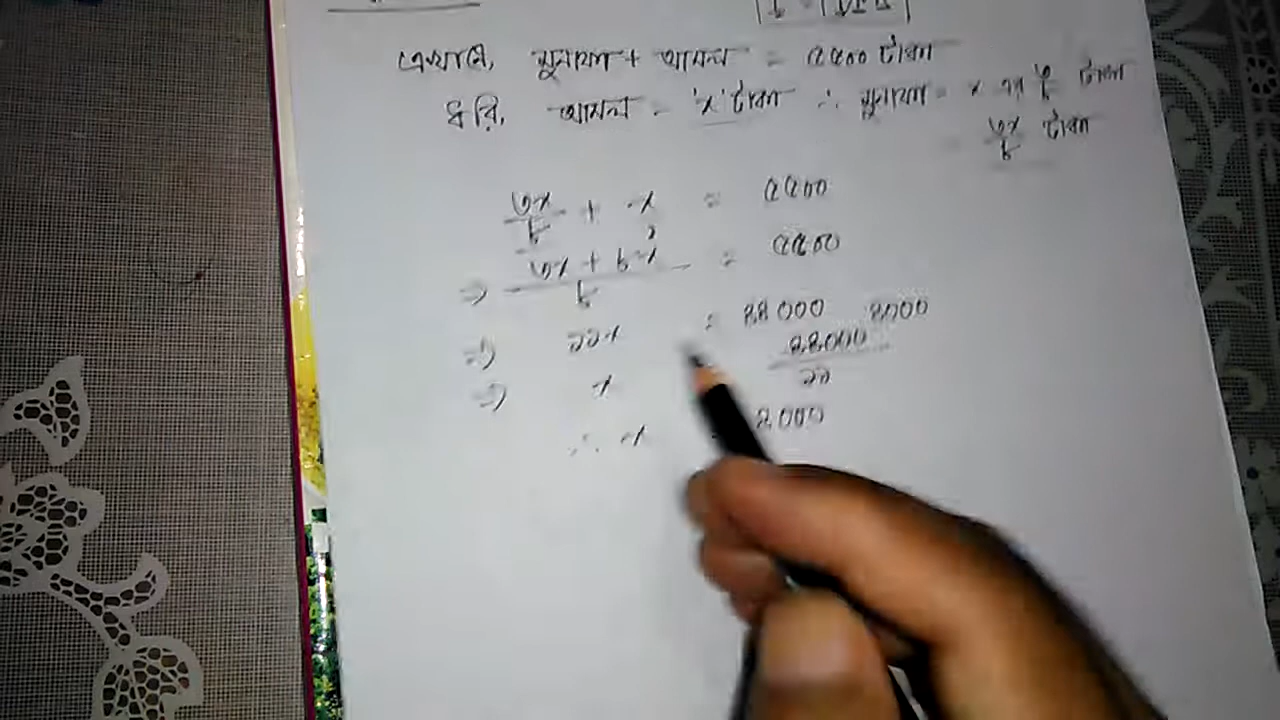 এখানে, মুনাফা + আসল = ৫৫০০ টাকা
ধরি, আসল = 'x' টাকা ∴ মুনাফা = x এর ৩/৮ টাকা
= ৩x/৮ টাকা
৩x/৮ + x = ৫৫০০
⇒ ৩x + ৮x/৮ = ৫৫০০
⇒ ১১x = ৪৪০০০ ৪০০০
⇒ x ৪৪০০০/১১
∴ x ৪০০০